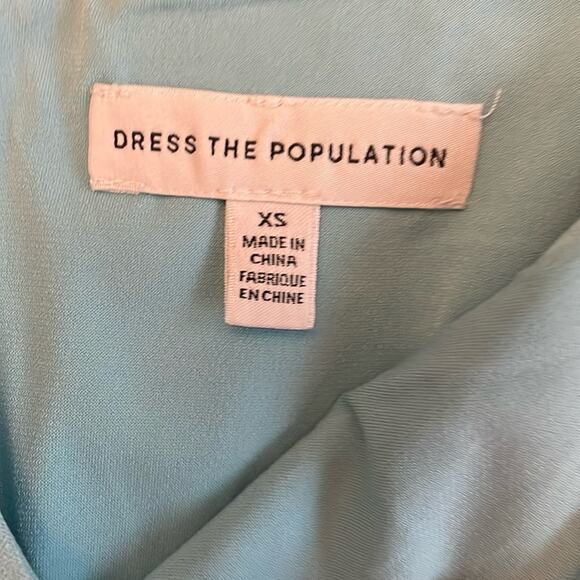 DRESS THE POPULATION
XS
MADE IN
CHINA
FABRIQUE
EN CHINE